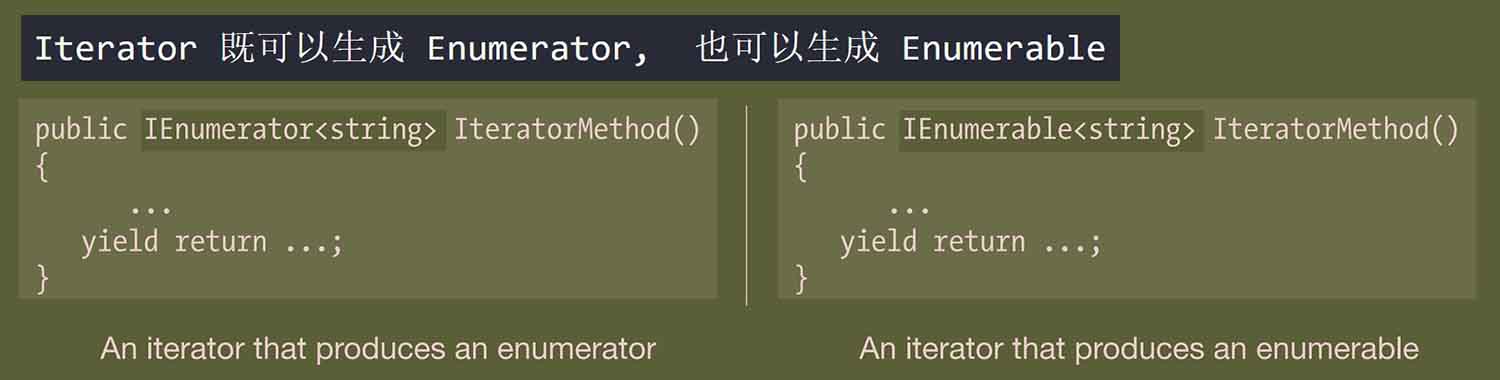 Iterator 既可以生成 Enumerator， 也可以生成 Enumerable
public IEnumerator<string> IteratorMethod()
{
...
yield return ...;
}
An iterator that produces an enumerator
public IEnumerable<string> IteratorMethod()
{
...
yield return ...;
}
An iterator that produces an enumerable